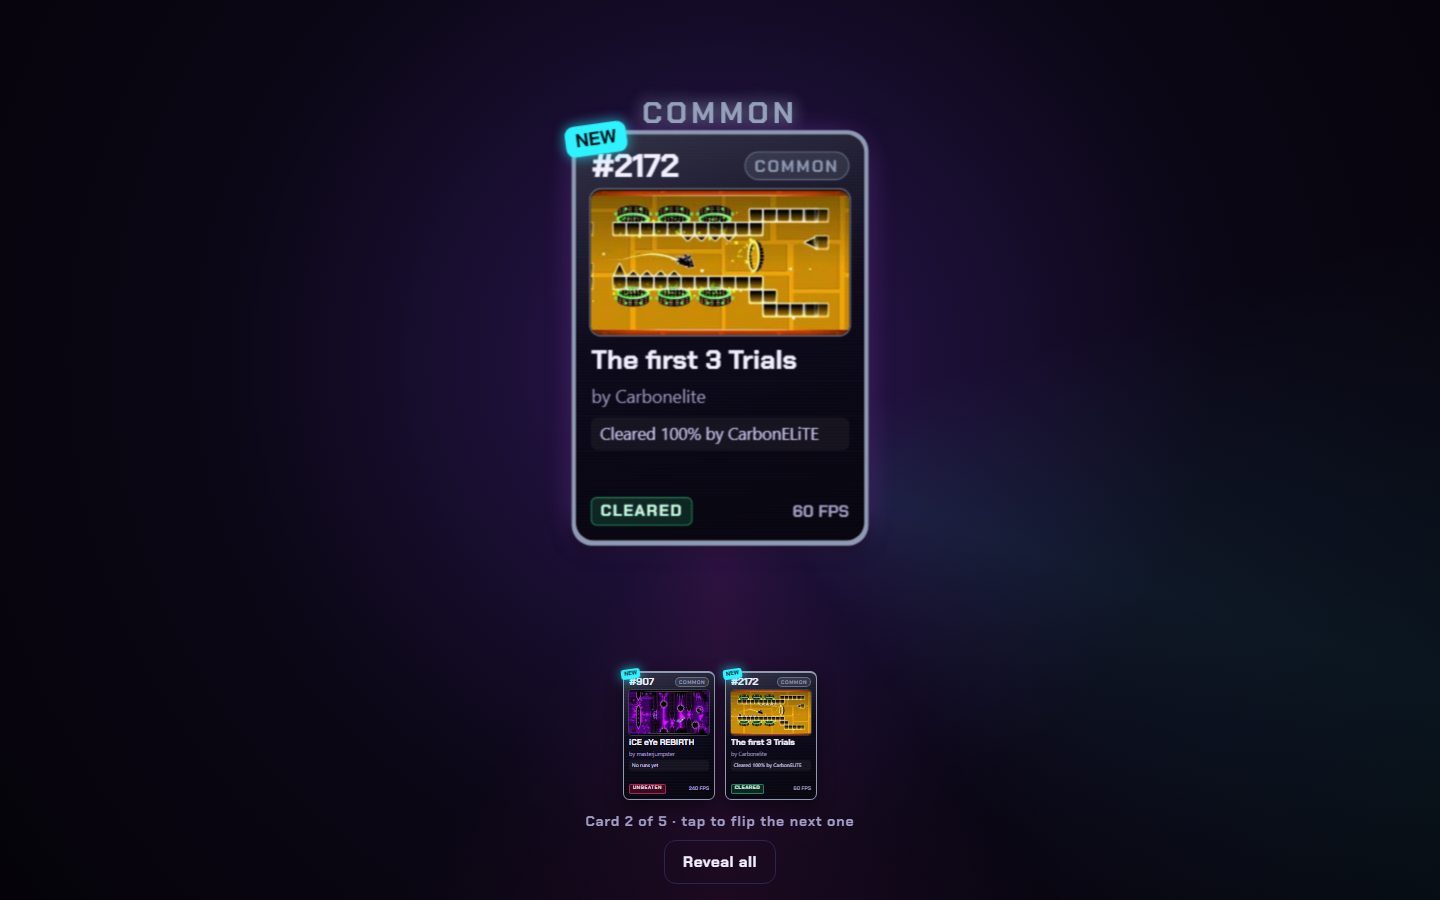 COMMON
NEW
#2172
COMMON
The first 3 Trials
by Carbonelite
Cleared 100% by CarbonELiTE
CLEARED
60 FPS
NEW
#907
COMMON
iCE eYe REBIRTH
by masterjumpster
No runs yet
UNBEATEN
240 FPS
NEW
#2172
COMMON
The first 3 Trials
by Carbonelite
Cleared 100% by CarbonELiTE
CLEARED
60 FPS
Card 2 of 5 · tap to flip the next one
Reveal all